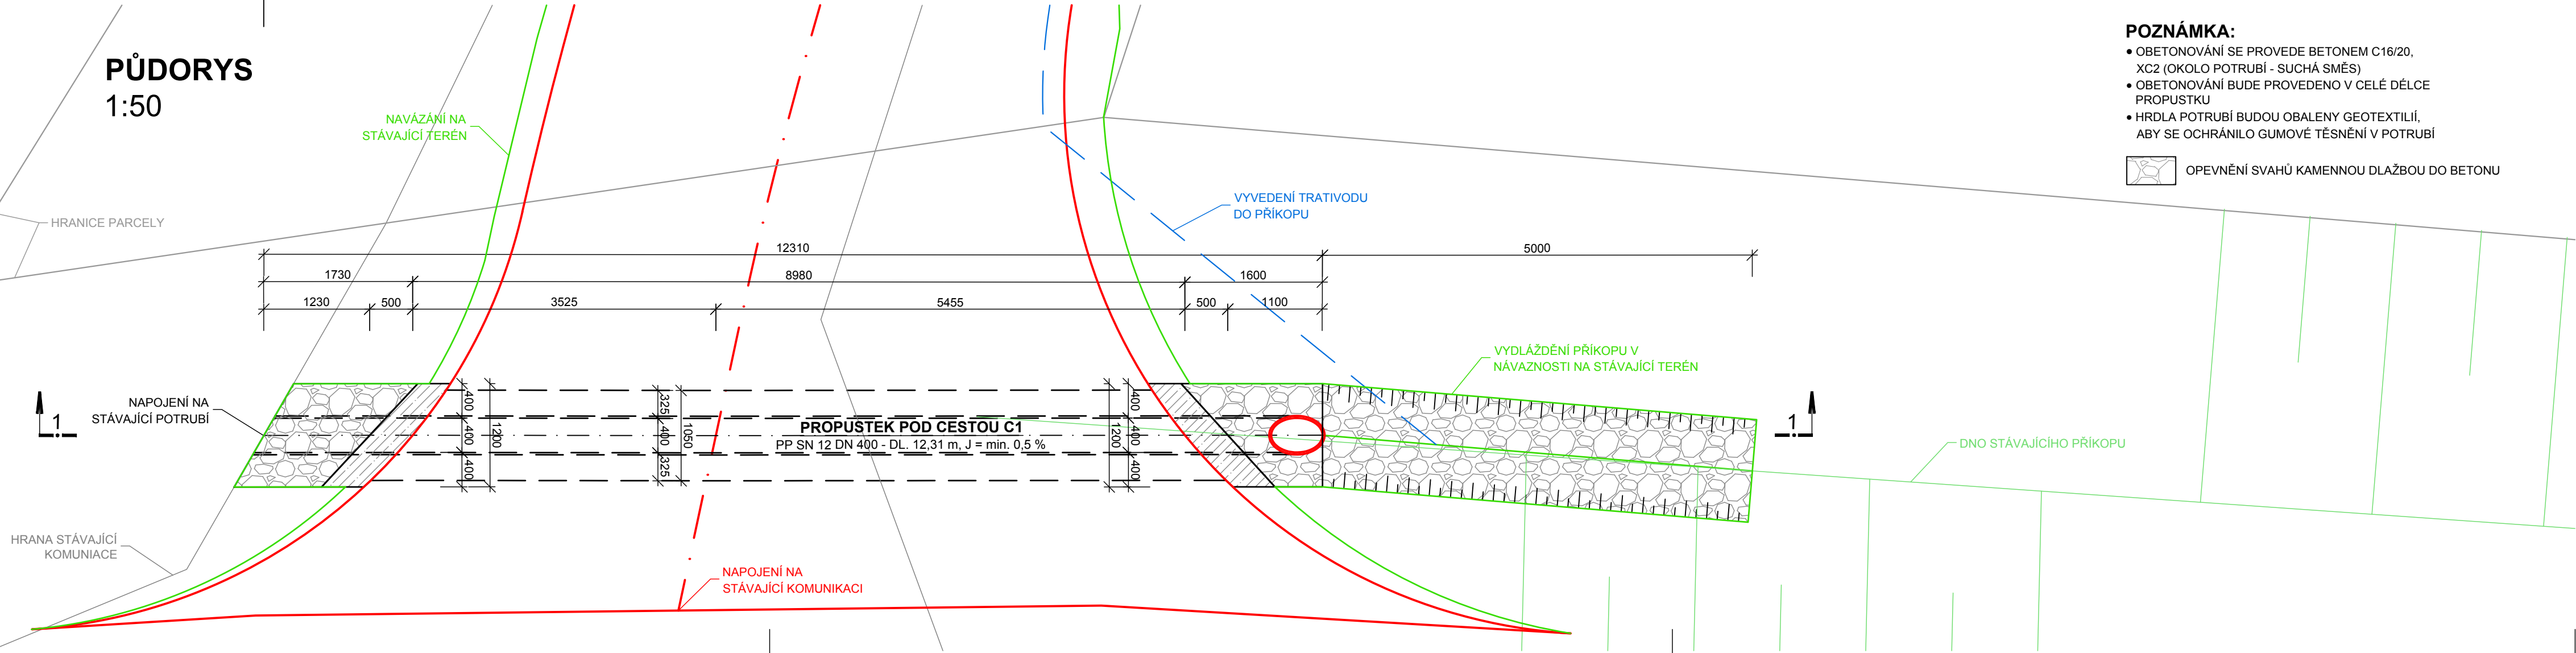 PŮDORYS
1:50
POZNÁMKA:
• OBETONOVÁNÍ SE PROVEDE BETONEM C16/20,
XC2 (OKOLO POTRUBÍ - SUCHÁ SMĚS)
• OBETONOVÁNÍ BUDE PROVEDENO V CELÉ DÉLCE
PROPUSTKU
• HRDLA POTRUBÍ BUDOU OBALENY GEOTEXTILIÍ,
ABY SE OCHRÁNILO GUMOVÉ TĚSNĚNÍ V POTRUBÍ
OPEVNĚNÍ SVAHŮ KAMENNOU DLAŽBOU DO BETONU
NAVÁZÁNÍ NA
STÁVAJÍCÍ TERÉN
VYVEDENÍ TRATIVODU
DO PŘÍKOPU
HRANICE PARCELY
12310
5000
1730
8980
1600
1230
500
3525
5455
500
1100
VYDLÁŽDĚNÍ PŘÍKOPU V
NÁVAZNOSTI NA STÁVAJÍCÍ TERÉN
NAPOJENÍ NA
STÁVAJÍCÍ POTRUBÍ
1.
400
400
400
1200
325
400
325
1050
PROPUSTEK POD CESTOU C1
PP SN 12 DN 400 - DL. 12,31 m, J = min. 0,5 %
1200
400
400
400
1.
DNO STÁVAJÍCÍHO PŘÍKOPU
HRANA STÁVAJÍCÍ
KOMUNIACE
NAPOJENÍ NA
STÁVAJÍCÍ KOMUNIKACI